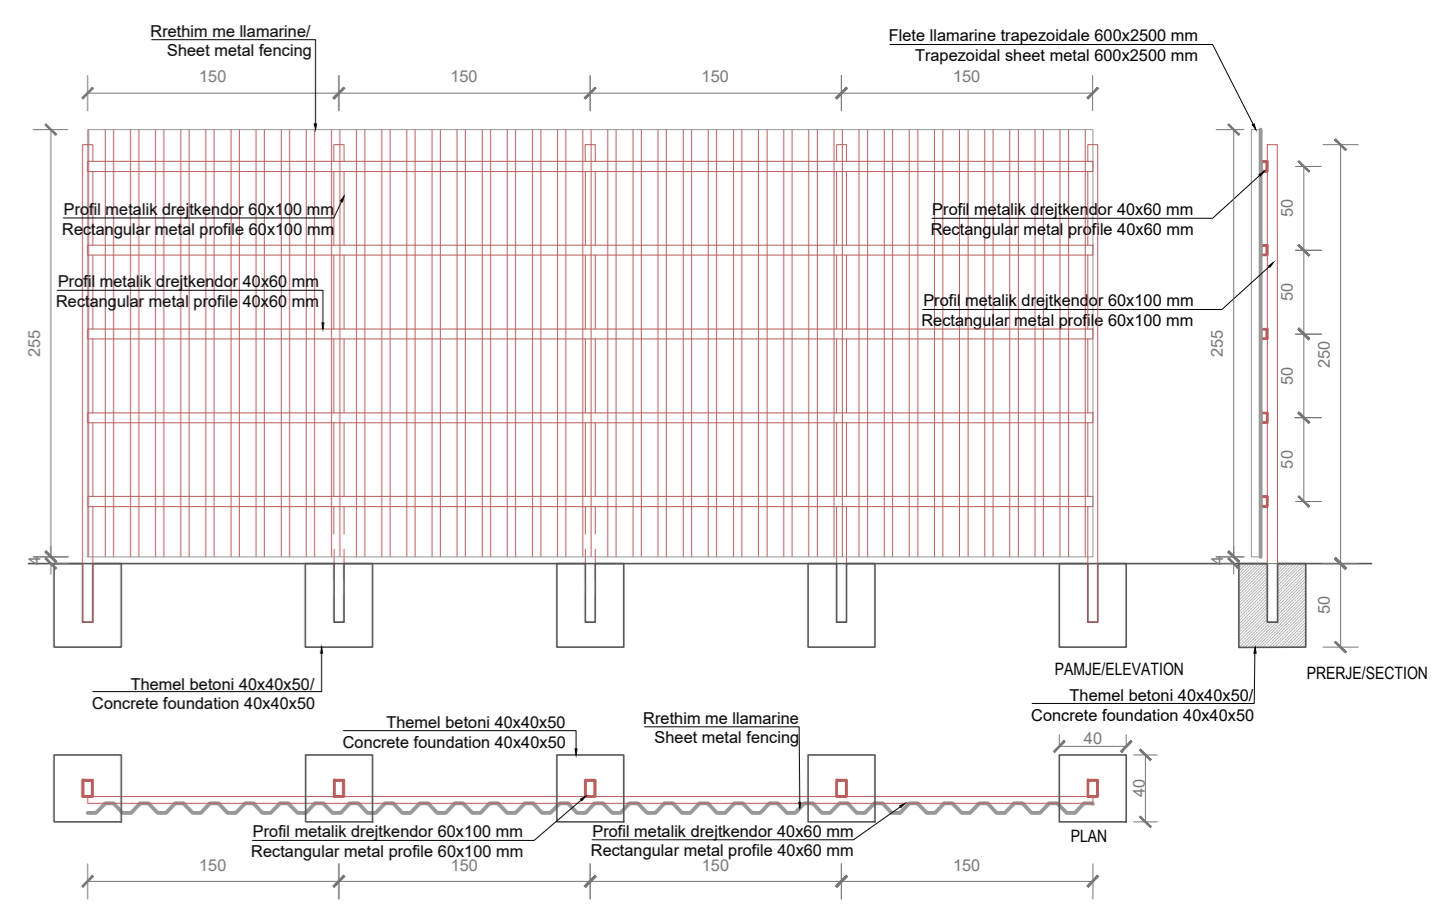 Rrethim me llamarine/
Sheet metal fencing
Flete llamarine trapezoidale 600x2500 mm
Trapezoidal sheet metal 600x2500 mm
150
150
150
150
Profil metalik drejtkendor 60x100 mm
Rectangular metal profile 60x100 mm
Profil metalik drejtkendor 40x60 mm
Rectangular metal profile 40x60 mm
255
4
Profil metalik drejtkendor 40x60 mm
Rectangular metal profile 40x60 mm
Profil metalik drejtkendor 60x100 mm
Rectangular metal profile 60x100 mm
255
4
50
50
50
50
250
50
PAMJE/ELEVATION
PRERJE/SECTION
Themel betoni 40x40x50/
Concrete foundation 40x40x50
Themel betoni 40x40x50/
Concrete foundation 40x40x50
Themel betoni 40x40x50
Concrete foundation 40x40x50
Rrethim me llamarine
Sheet metal fencing
40
40
Profil metalik drejtkendor 60x100 mm
Rectangular metal profile 60x100 mm
Profil metalik drejtkendor 40x60 mm
Rectangular metal profile 40x60 mm
PLAN
150
150
150
150